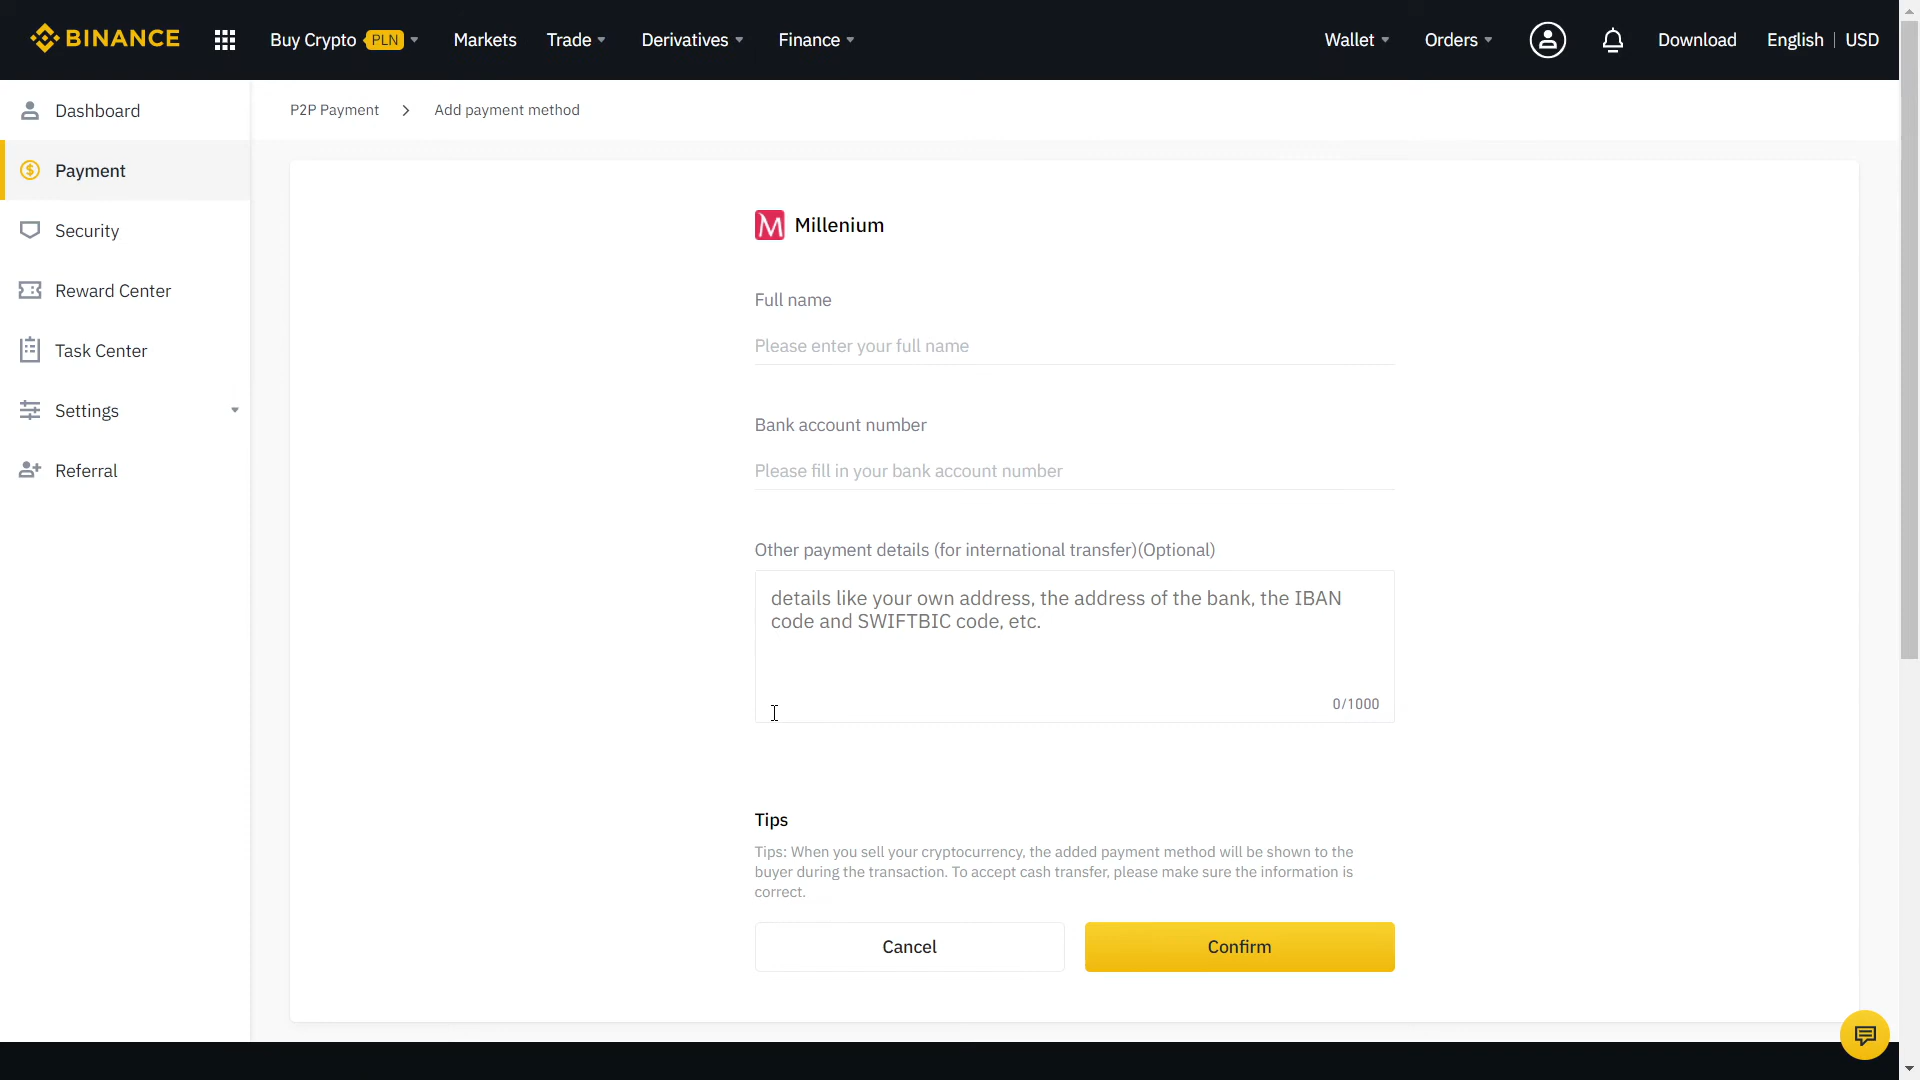 BINANCE
Buy Crypto PLN
Markets
Trade
Derivatives
Finance
Wallet
Orders
Download
English | USD
Dashboard
Payment
Security
Reward Center
Task Center
Settings
Referral
P2P Payment > Add payment method
M Millenium
Full name
Please enter your full name
Bank account number
Please fill in your bank account number
Other payment details (for international transfer)(Optional)
details like your own address, the address of the bank, the IBAN
code and SWIFTBIC code, etc.
0/1000
Tips
Tips: When you sell your cryptocurrency, the added payment method will be shown to the
buyer during the transaction. To accept cash transfer, please make sure the information is
correct.
Cancel
Confirm